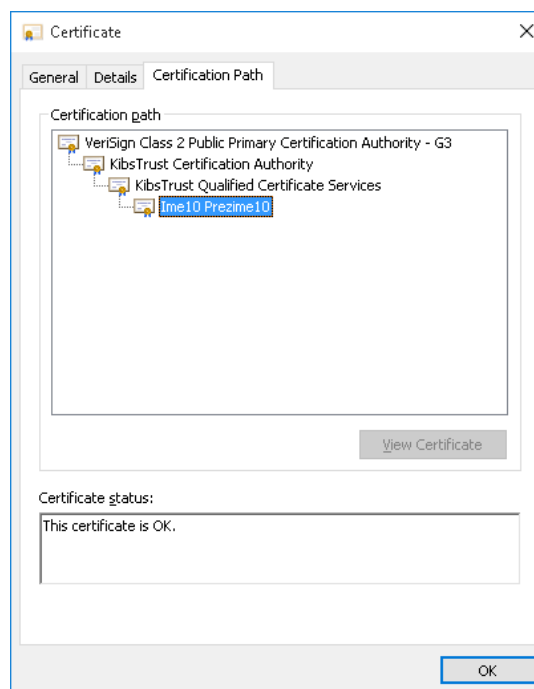 Certificate
General Details Certification Path
Certification path
VeriSign Class 2 Public Primary Certification Authority - G3
KibsTrust Certification Authority
KibsTrust Qualified Certificate Services
Ime10 Prezime10
View Certificate
Certificate status:
This certificate is OK.
OK